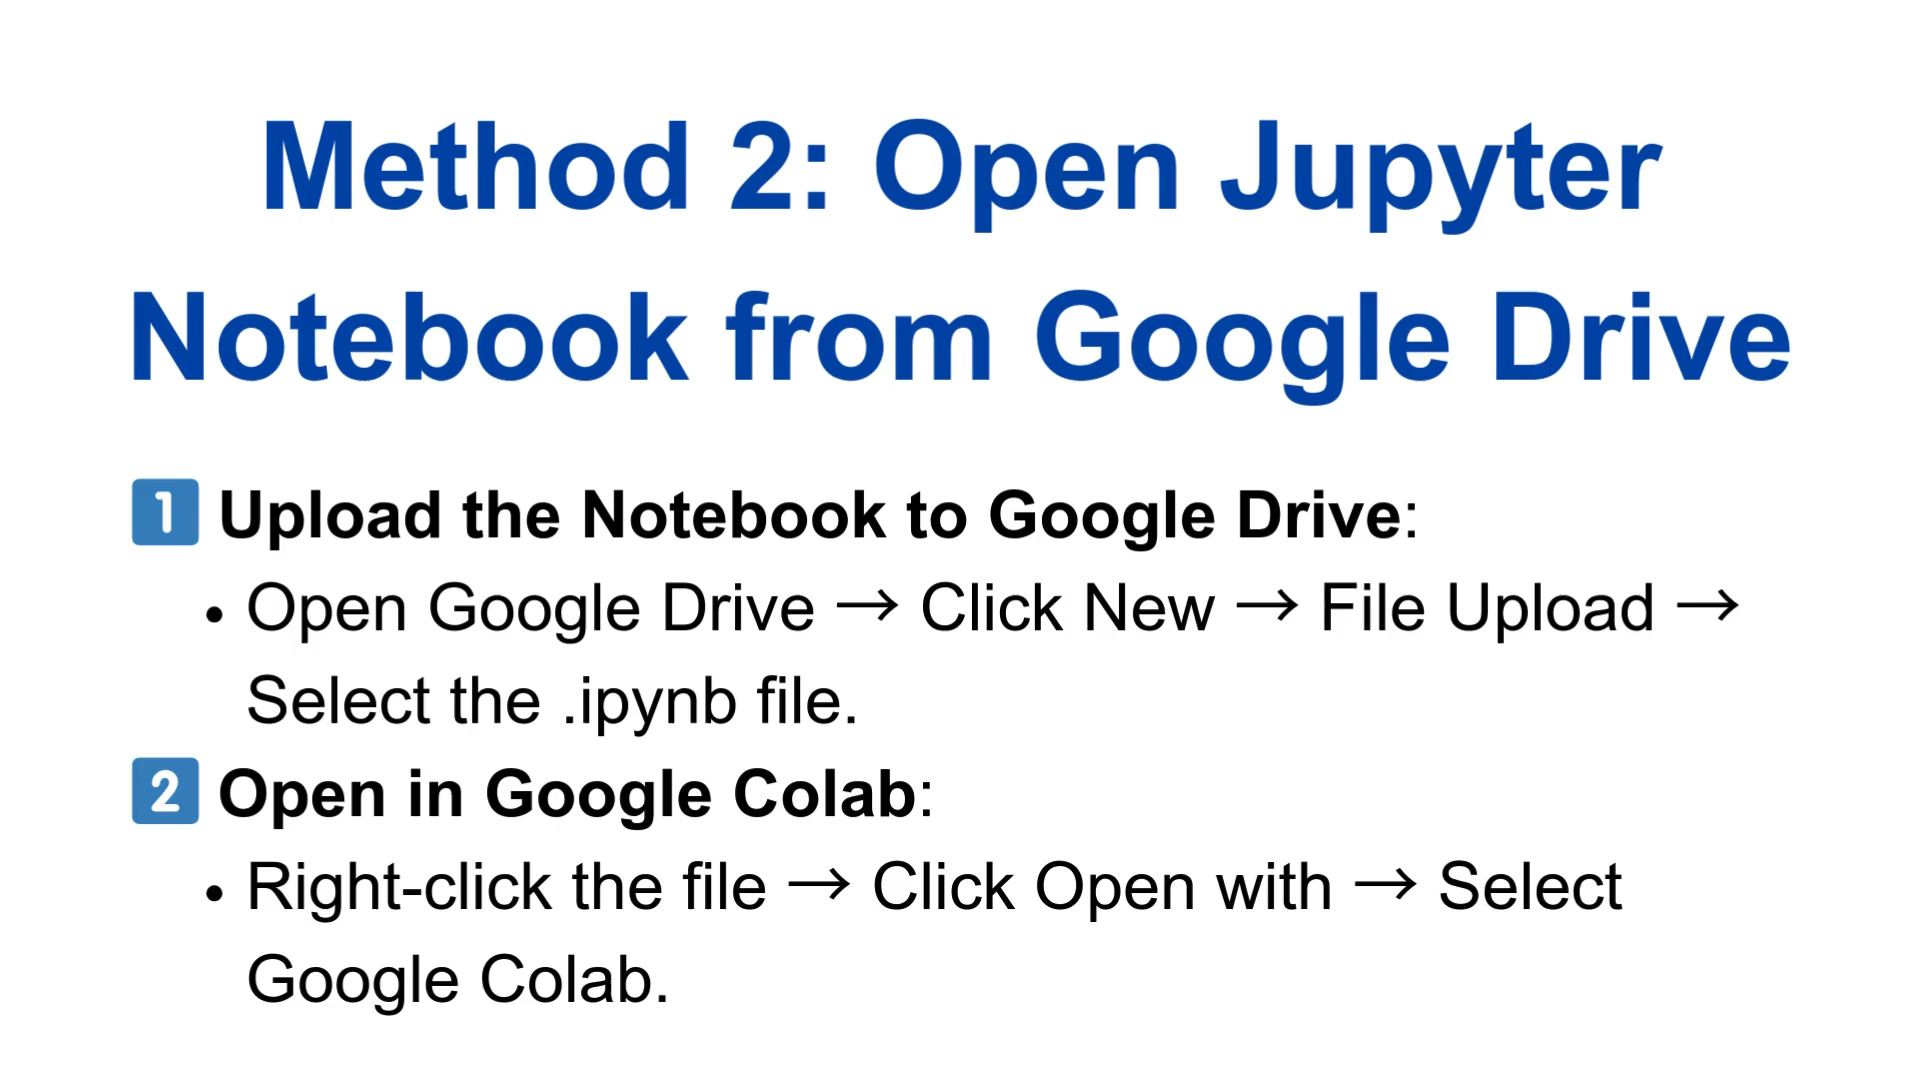 Method 2: Open Jupyter
Notebook from Google Drive
1 Upload the Notebook to Google Drive:
• Open Google Drive → Click New → File Upload →
Select the .ipynb file.
2 Open in Google Colab:
• Right-click the file → Click Open with → Select
Google Colab.